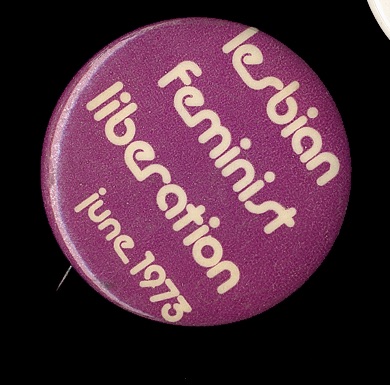 lesbian
feminist
liberation
june 1973